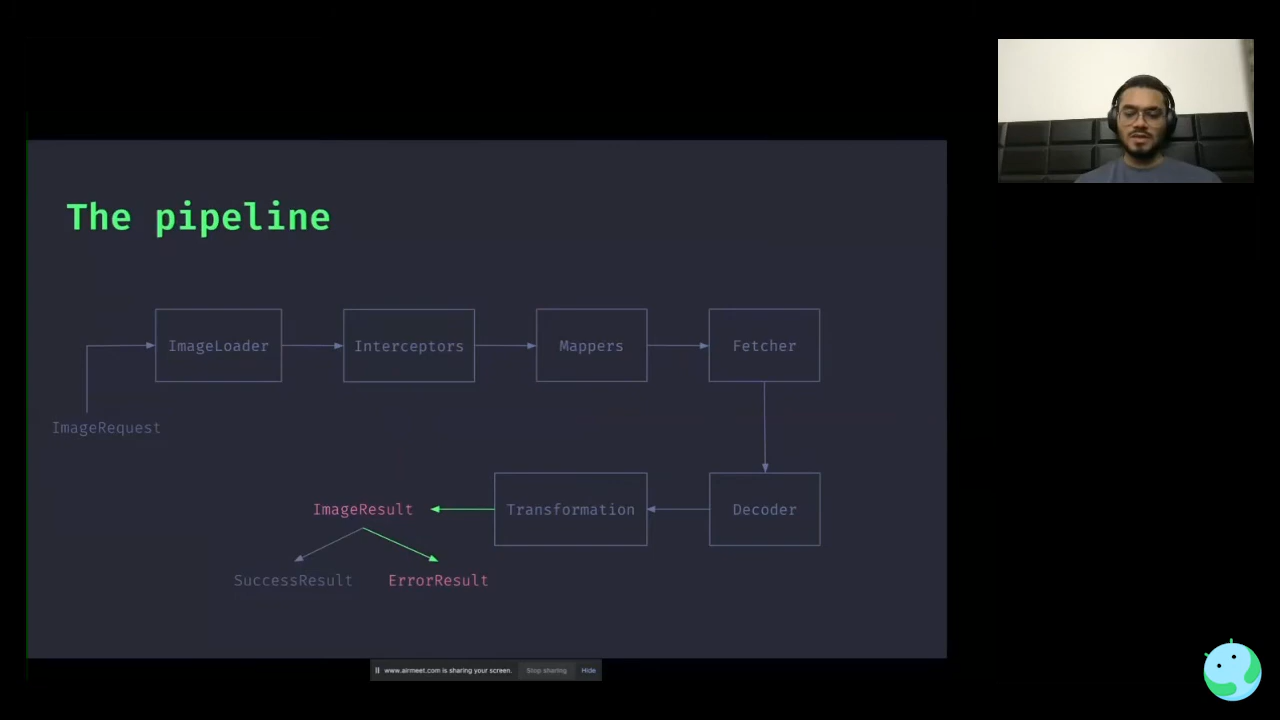 The pipeline
ImageLoader
Interceptors
Mappers
Fetcher
ImageRequest
ImageResult
Transformation
Decoder
SuccessResult
ErrorResult
www.airmeet.com is sharing your screen.
Stop sharing
Hide